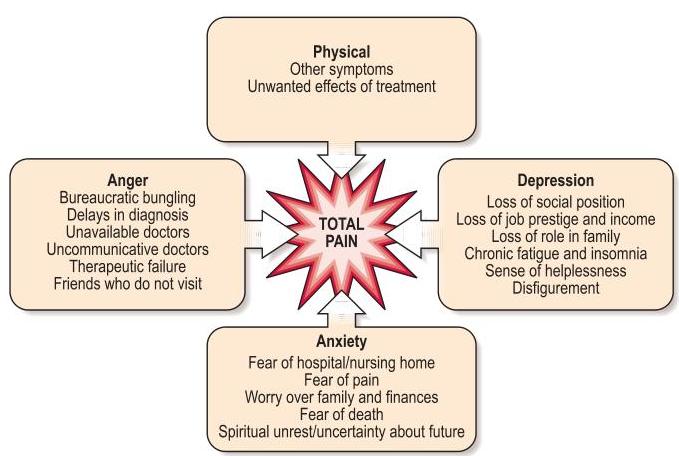 Physical
Other symptoms
Unwanted effects of treatment
Anger
Bureaucratic bungling
Delays in diagnosis
Unavailable doctors
Uncommunicative doctors
Therapeutic failure
Friends who do not visit
TOTAL
PAIN
Depression
Loss of social position
Loss of job prestige and income
Loss of role in family
Chronic fatigue and insomnia
Sense of helplessness
Disfigurement
Anxiety
Fear of hospital/nursing home
Fear of pain
Worry over family and finances
Fear of death
Spiritual unrest/uncertainty about future